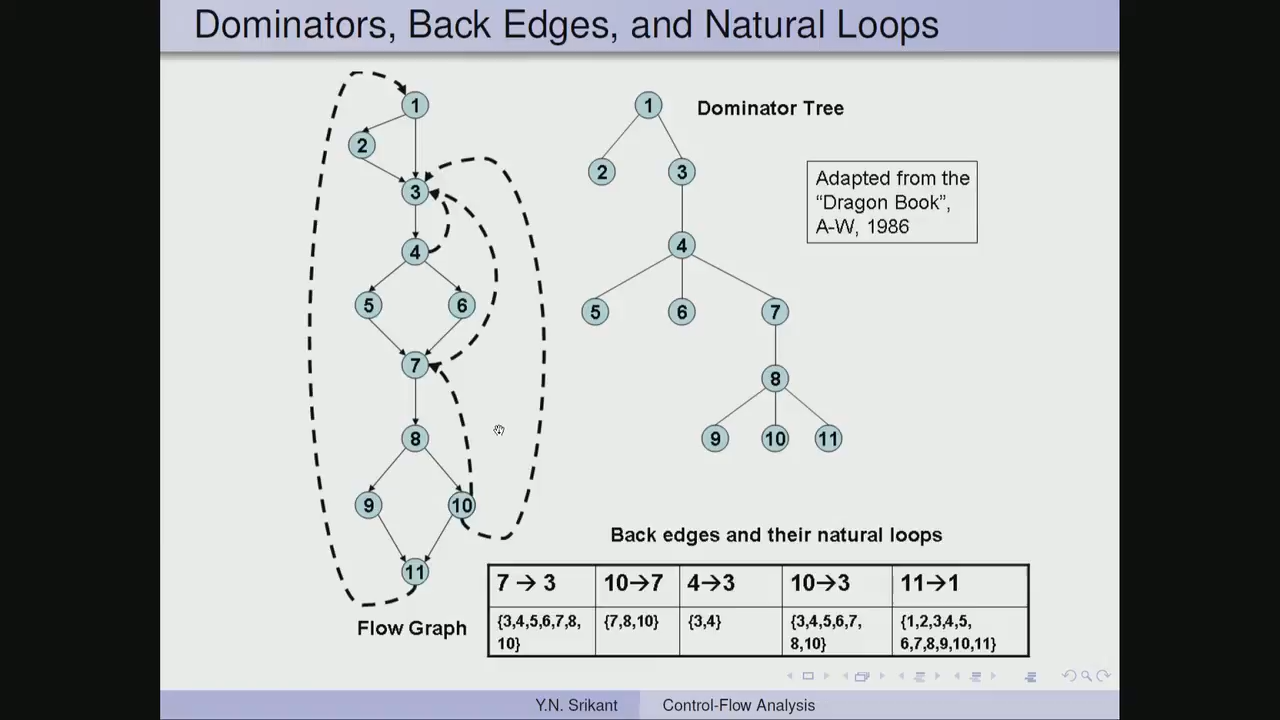 Dominators, Back Edges, and Natural Loops
1
2
3
4
5 6
7
8
9 10
11
Flow Graph
1 Dominator Tree
2 3
4
5 6 7
8
9 10 11
Adapted from the
“Dragon Book”,
A-W, 1986
Back edges and their natural loops
7 → 3 10→7 4→3 10→3 11→1
{3,4,5,6,7,8, {7,8,10} {3,4} {3,4,5,6,7, {1,2,3,4,5,
10} 8,10} 6,7,8,9,10,11}
Y.N. Srikant Control-Flow Analysis